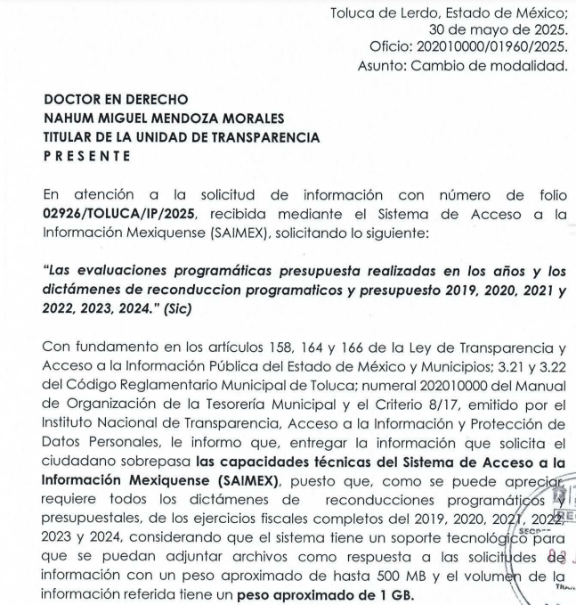 Toluca de Lerdo, Estado de México;
30 de mayo de 2025.
Oficio: 202010000/01960/2025.
Asunto: Cambio de modalidad.
DOCTOR EN DERECHO
NAHUM MIGUEL MENDOZA MORALES
TITULAR DE LA UNIDAD DE TRANSPARENCIA
P R E S E N T E
En atención a la solicitud de información con número de folio
02926/TOLUCA/IP/2025, recibida mediante el Sistema de Acceso a la
Información Mexiquense (SAIMEX), solicitando lo siguiente:
"Las evaluaciones programáticas presupuesta realizadas en los años y los
dictámenes de reconduccion programaticos y presupuesto 2019, 2020, 2021 y
2022, 2023, 2024." (Sic)
Con fundamento en los artículos 158, 164 y 166 de la Ley de Transparencia y
Acceso a la Información Pública del Estado de México y Municipios; 3.21 y 3.22
del Código Reglamentario Municipal de Toluca; numeral 202010000 del Manual
de Organización de la Tesorería Municipal y el Criterio 8/17, emitido por el
Instituto Nacional de Transparencia, Acceso a la Información y Protección de
Datos Personales, le informo que, entregar la información que solicita el
ciudadano sobrepasa las capacidades técnicas del Sistema de Acceso a la
Información Mexiquense (SAIMEX), puesto que, como se puede apreciar
requiere todos los dictámenes de reconducciones programáticos y
presupuestales, de los ejercicios fiscales completos del 2019, 2020, 2021, 2022,
2023 y 2024, considerando que el sistema tiene un soporte tecnológico para
que se puedan adjuntar archivos como respuesta a las solicitudes de
información con un peso aproximado de hasta 500 MB y el volumen de la
información referida tiene un peso aproximado de 1 GB.